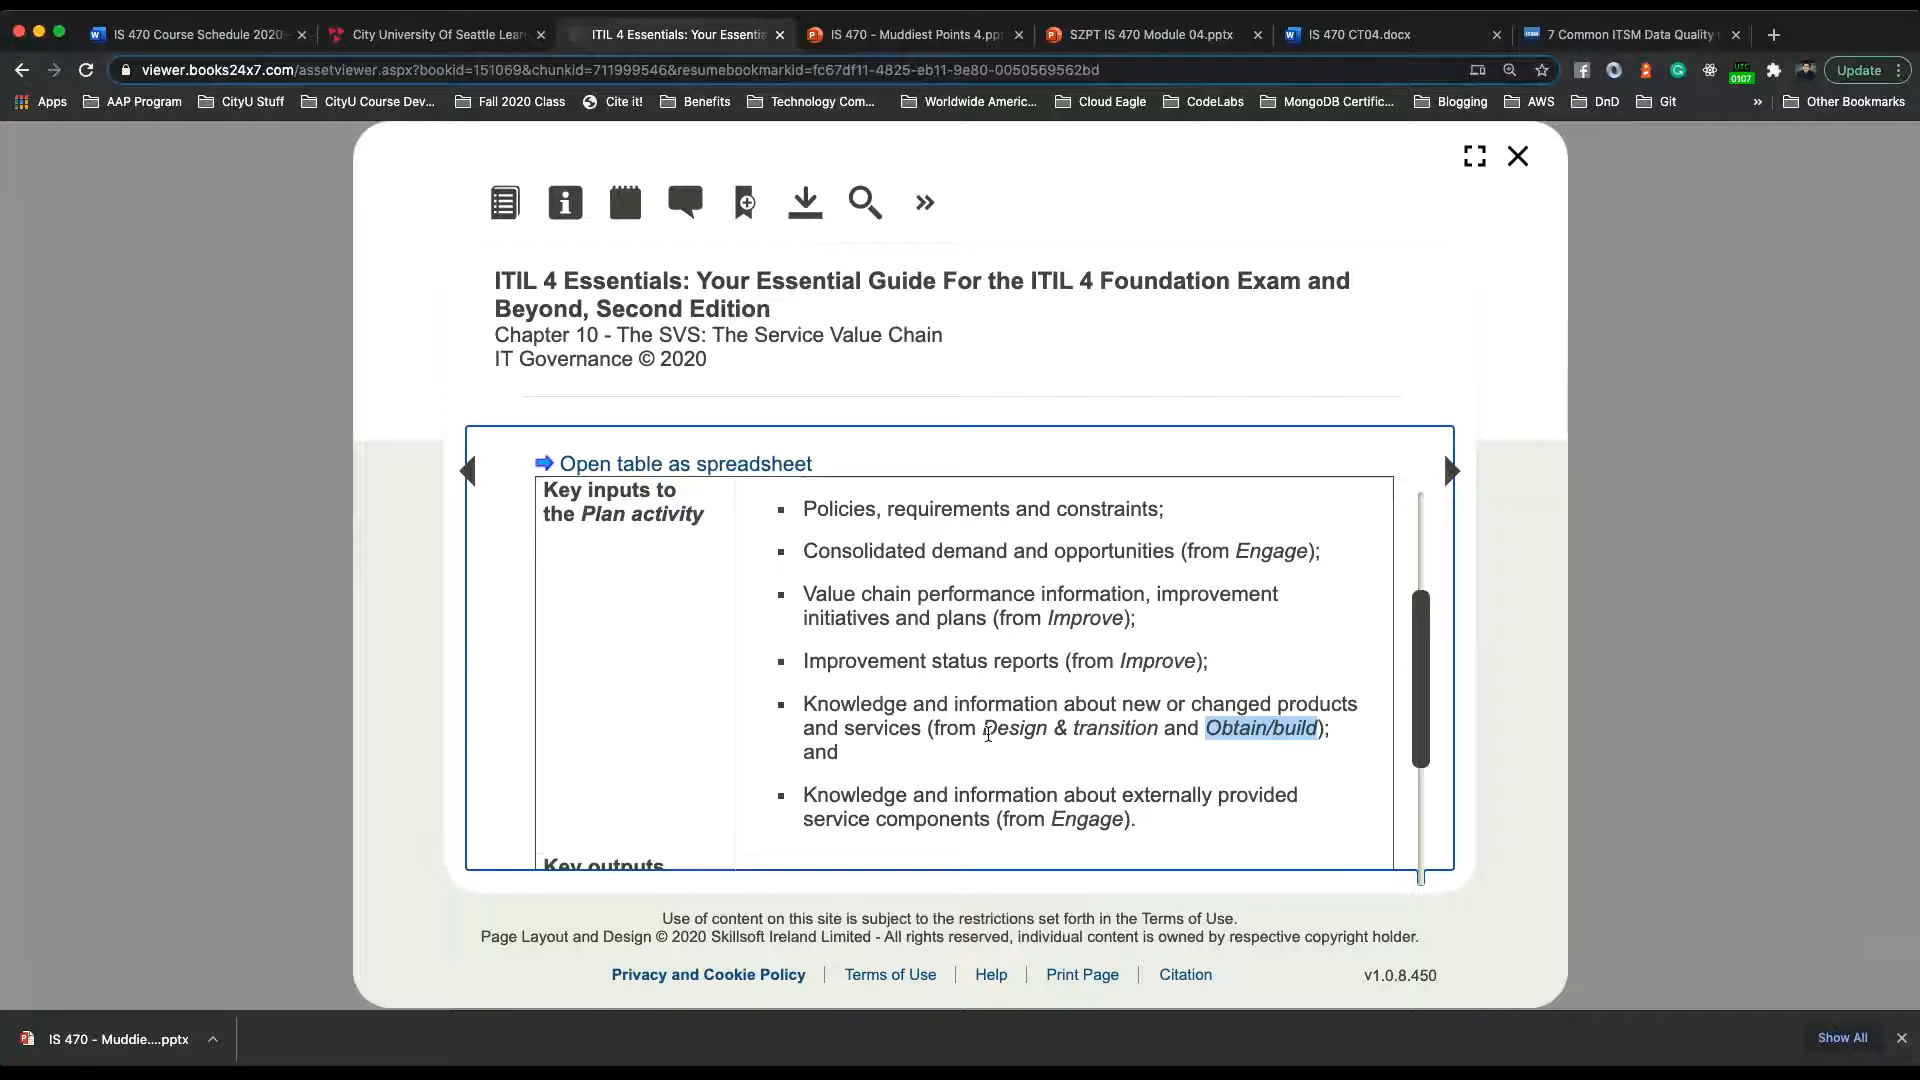 IS 470 Course Schedule 2020
City University Of Seattle Lear
ITIL 4 Essentials: Your Essentia
IS 470 - Muddiest Points 4.ppt
SZPT IS 470 Module 04.pptx
IS 470 CT04.docx
7 Common ITSM Data Quality
viewer.books24x7.com/assetviewer.aspx?bookid=151069&chunkid=711999546&resumebookmarkid=fc67df11-4825-eb11-9e80-0050569562bd
UTC
0107
Update
Apps
AAP Program
CityU Stuff
CityU Course Dev...
Fall 2020 Class
Cite it!
Benefits
Technology Com...
Worldwide Americ...
Cloud Eagle
CodeLabs
MongoDB Certific...
Blogging
AWS
DnD
Git
»
Other Bookmarks
ITIL 4 Essentials: Your Essential Guide For the ITIL 4 Foundation Exam and
Beyond, Second Edition
Chapter 10 - The SVS: The Service Value Chain
IT Governance © 2020
Open table as spreadsheet
Key inputs to
the Plan activity
▪ Policies, requirements and constraints;
▪ Consolidated demand and opportunities (from Engage);
▪ Value chain performance information, improvement
initiatives and plans (from Improve);
▪ Improvement status reports (from Improve);
▪ Knowledge and information about new or changed products
and services (from Design & transition and Obtain/build);
and
▪ Knowledge and information about externally provided
service components (from Engage).
Key outputs
Use of content on this site is subject to the restrictions set forth in the Terms of Use.
Page Layout and Design © 2020 Skillsoft Ireland Limited - All rights reserved, individual content is owned by respective copyright holder.
Privacy and Cookie Policy | Terms of Use | Help | Print Page | Citation
v1.0.8.450
IS 470 - Muddie....pptx
Show All